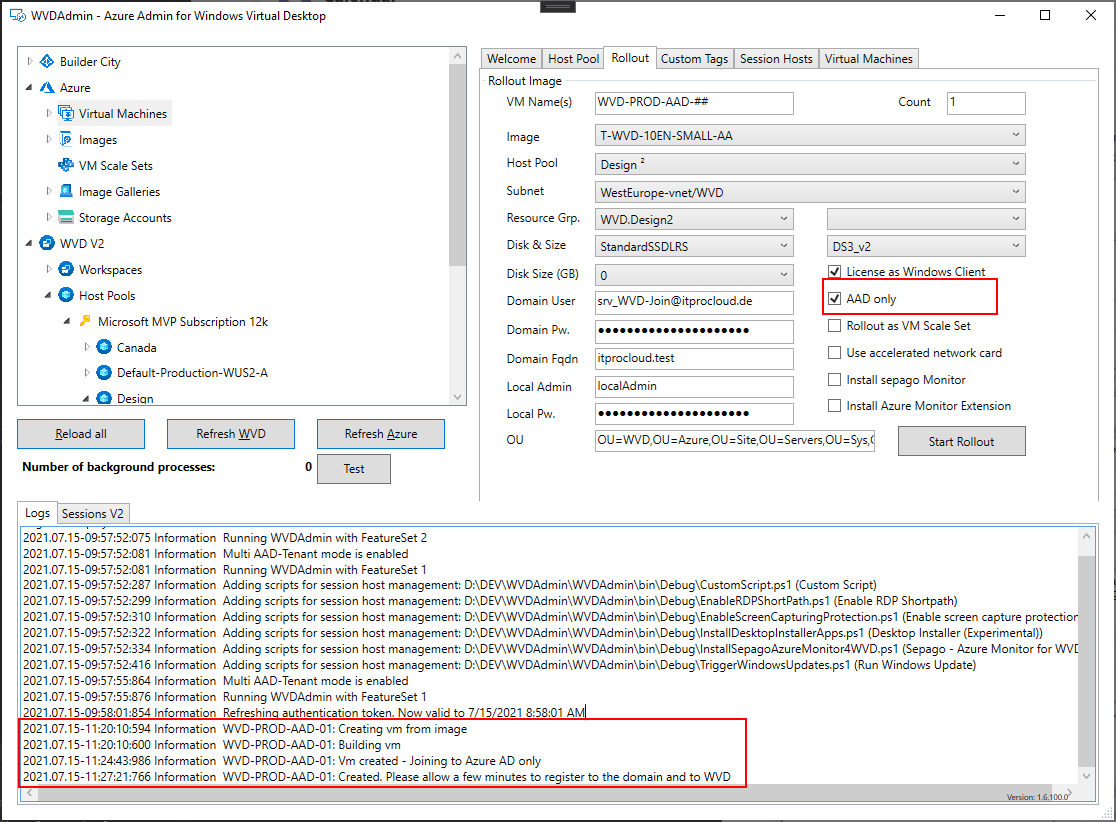 WVDAdmin - Azure Admin for Windows Virtual Desktop
Builder City
Azure
Virtual Machines
Images
VM Scale Sets
Image Galleries
Storage Accounts
WVD V2
Workspaces
Host Pools
Microsoft MVP Subscription 12k
Canada
Default-Production-WUS2-A
Design
Reload all
Refresh WVD
Refresh Azure
Number of background processes: 0
Test
Welcome Host Pool Rollout Custom Tags Session Hosts Virtual Machines
Rollout Image
VM Name(s) WVD-PROD-AAD-## Count 1
Image T-WVD-10EN-SMALL-AA
Host Pool Design ²
Subnet WestEurope-vnet/WVD
Resource Grp. WVD.Design2
Disk & Size StandardSSDLRS DS3_v2
Disk Size (GB) 0 License as Windows Client
Domain User srv_WVD-Join@itprocloud.de AAD only
Domain Pw. ●●●●●●●●●●●●●●●●●●●● Rollout as VM Scale Set
Domain Fqdn itprocloud.test Use accelerated network card
Local Admin localAdmin Install sepago Monitor
Local Pw. ●●●●●●●●●●●●●●●●●●●● Install Azure Monitor Extension
OU OU=WVD,OU=Azure,OU=Site,OU=Servers,OU=Sys,
Start Rollout
Logs Sessions V2
2021.07.15-09:57:52:075 Information Running WVDAdmin with FeatureSet 2
2021.07.15-09:57:52:081 Information Multi AAD-Tenant mode is enabled
2021.07.15-09:57:52:081 Information Running WVDAdmin with FeatureSet 1
2021.07.15-09:57:52:287 Information Adding scripts for session host management: D:\DEV\WVDAdmin\WVDAdmin\bin\Debug\CustomScript.ps1 (Custom Script)
2021.07.15-09:57:52:299 Information Adding scripts for session host management: D:\DEV\WVDAdmin\WVDAdmin\bin\Debug\EnableRDPShortPath.ps1 (Enable RDP Shortpath)
2021.07.15-09:57:52:310 Information Adding scripts for session host management: D:\DEV\WVDAdmin\WVDAdmin\bin\Debug\EnableScreenCapturingProtection.ps1 (Enable screen capture protection
2021.07.15-09:57:52:322 Information Adding scripts for session host management: D:\DEV\WVDAdmin\WVDAdmin\bin\Debug\InstallDesktopInstallerApps.ps1 (Desktop Installer (Experimental))
2021.07.15-09:57:52:334 Information Adding scripts for session host management: D:\DEV\WVDAdmin\WVDAdmin\bin\Debug\InstallSepagoAzureMonitor4WVD.ps1 (Sepago - Azure Monitor for WVD
2021.07.15-09:57:52:416 Information Adding scripts for session host management: D:\DEV\WVDAdmin\WVDAdmin\bin\Debug\TriggerWindowsUpdates.ps1 (Run Windows Update)
2021.07.15-09:57:55:864 Information Multi AAD-Tenant mode is enabled
2021.07.15-09:57:55:876 Information Running WVDAdmin with FeatureSet 1
2021.07.15-09:58:01:854 Information Refreshing authentication token. Now valid to 7/15/2021 8:58:01 AM
2021.07.15-11:20:10:594 Information WVD-PROD-AAD-01: Creating vm from image
2021.07.15-11:20:10:600 Information WVD-PROD-AAD-01: Building vm
2021.07.15-11:24:43:986 Information WVD-PROD-AAD-01: Vm created - Joining to Azure AD only
2021.07.15-11:27:21:766 Information WVD-PROD-AAD-01: Created. Please allow a few minutes to register to the domain and to WVD
Version: 1.6.100.0